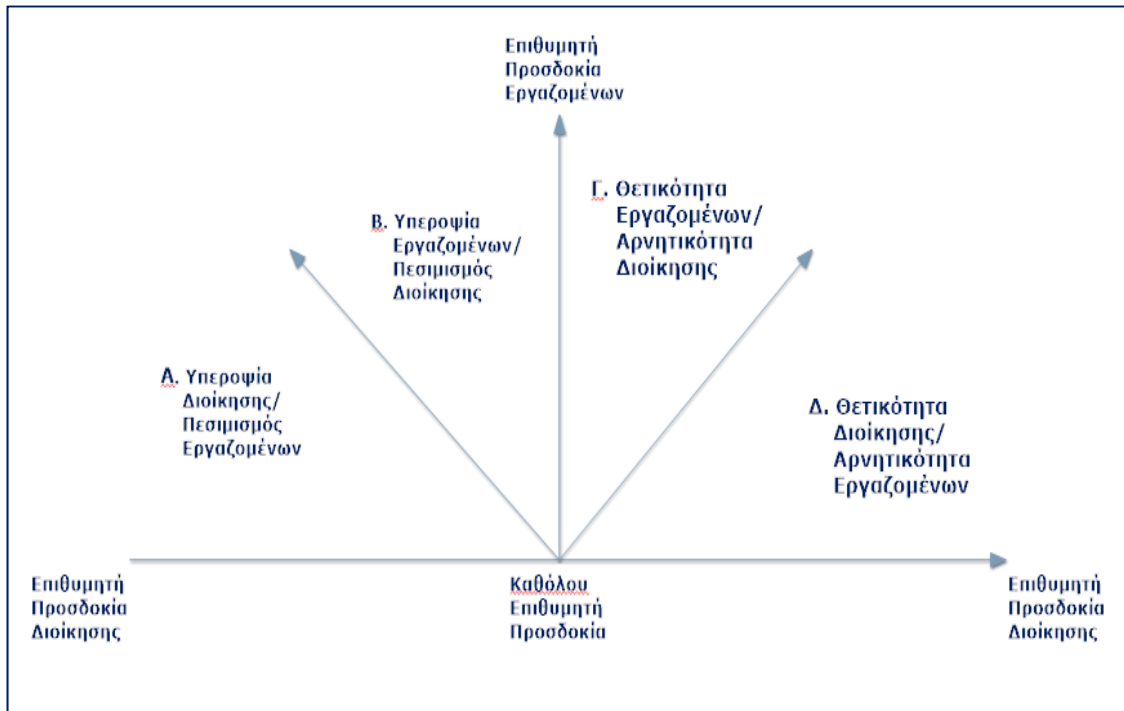 Επιθυμητή
Προσδοκία
Εργαζομένων
Γ. Θετικότητα
Εργαζομένων/
Αρνητικότητα
Διοίκησης
Β. Υπεροψία
Εργαζομένων/
Πεσιμισμός
Διοίκησης
Α. Υπεροψία
Διοίκησης/
Πεσιμισμός
Εργαζομένων
Δ. Θετικότητα
Διοίκησης/
Αρνητικότητα
Εργαζομένων
Επιθυμητή
Προσδοκία
Διοίκησης
Καθόλου
Επιθυμητή
Προσδοκία
Επιθυμητή
Προσδοκία
Διοίκησης